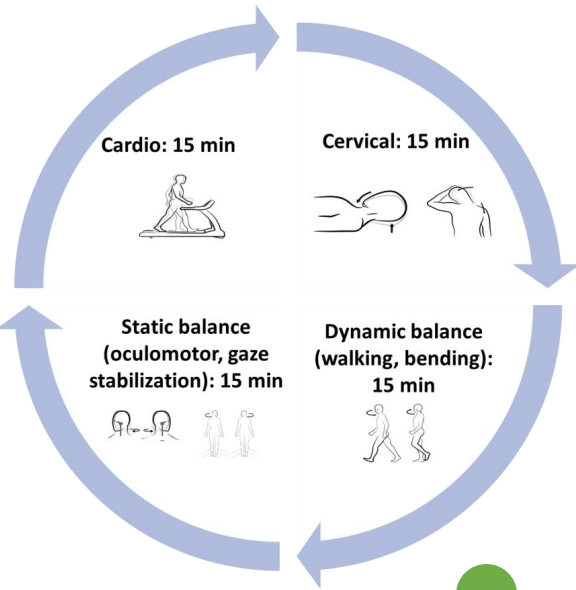 Cardio: 15 min
Cervical: 15 min
Static balance
(oculomotor, gaze
stabilization): 15 min
Dynamic balance
(walking, bending):
15 min